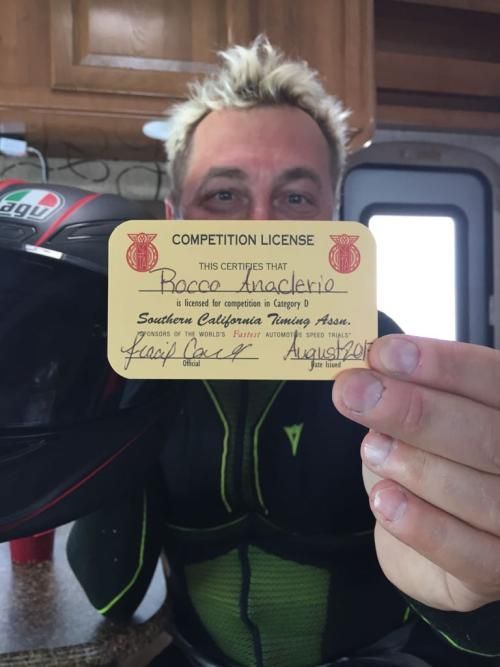 agv
COMPETITION LICENSE
THIS CERTIFIES THAT
Rocco Anaclerio
is licensed for competition in Category D
Southern California Timing Assn.
SPONSORS OF THE WORLD'S Fastest AUTOMOTIVE SPEED TRIALS"
August 2017
Official Date Issued